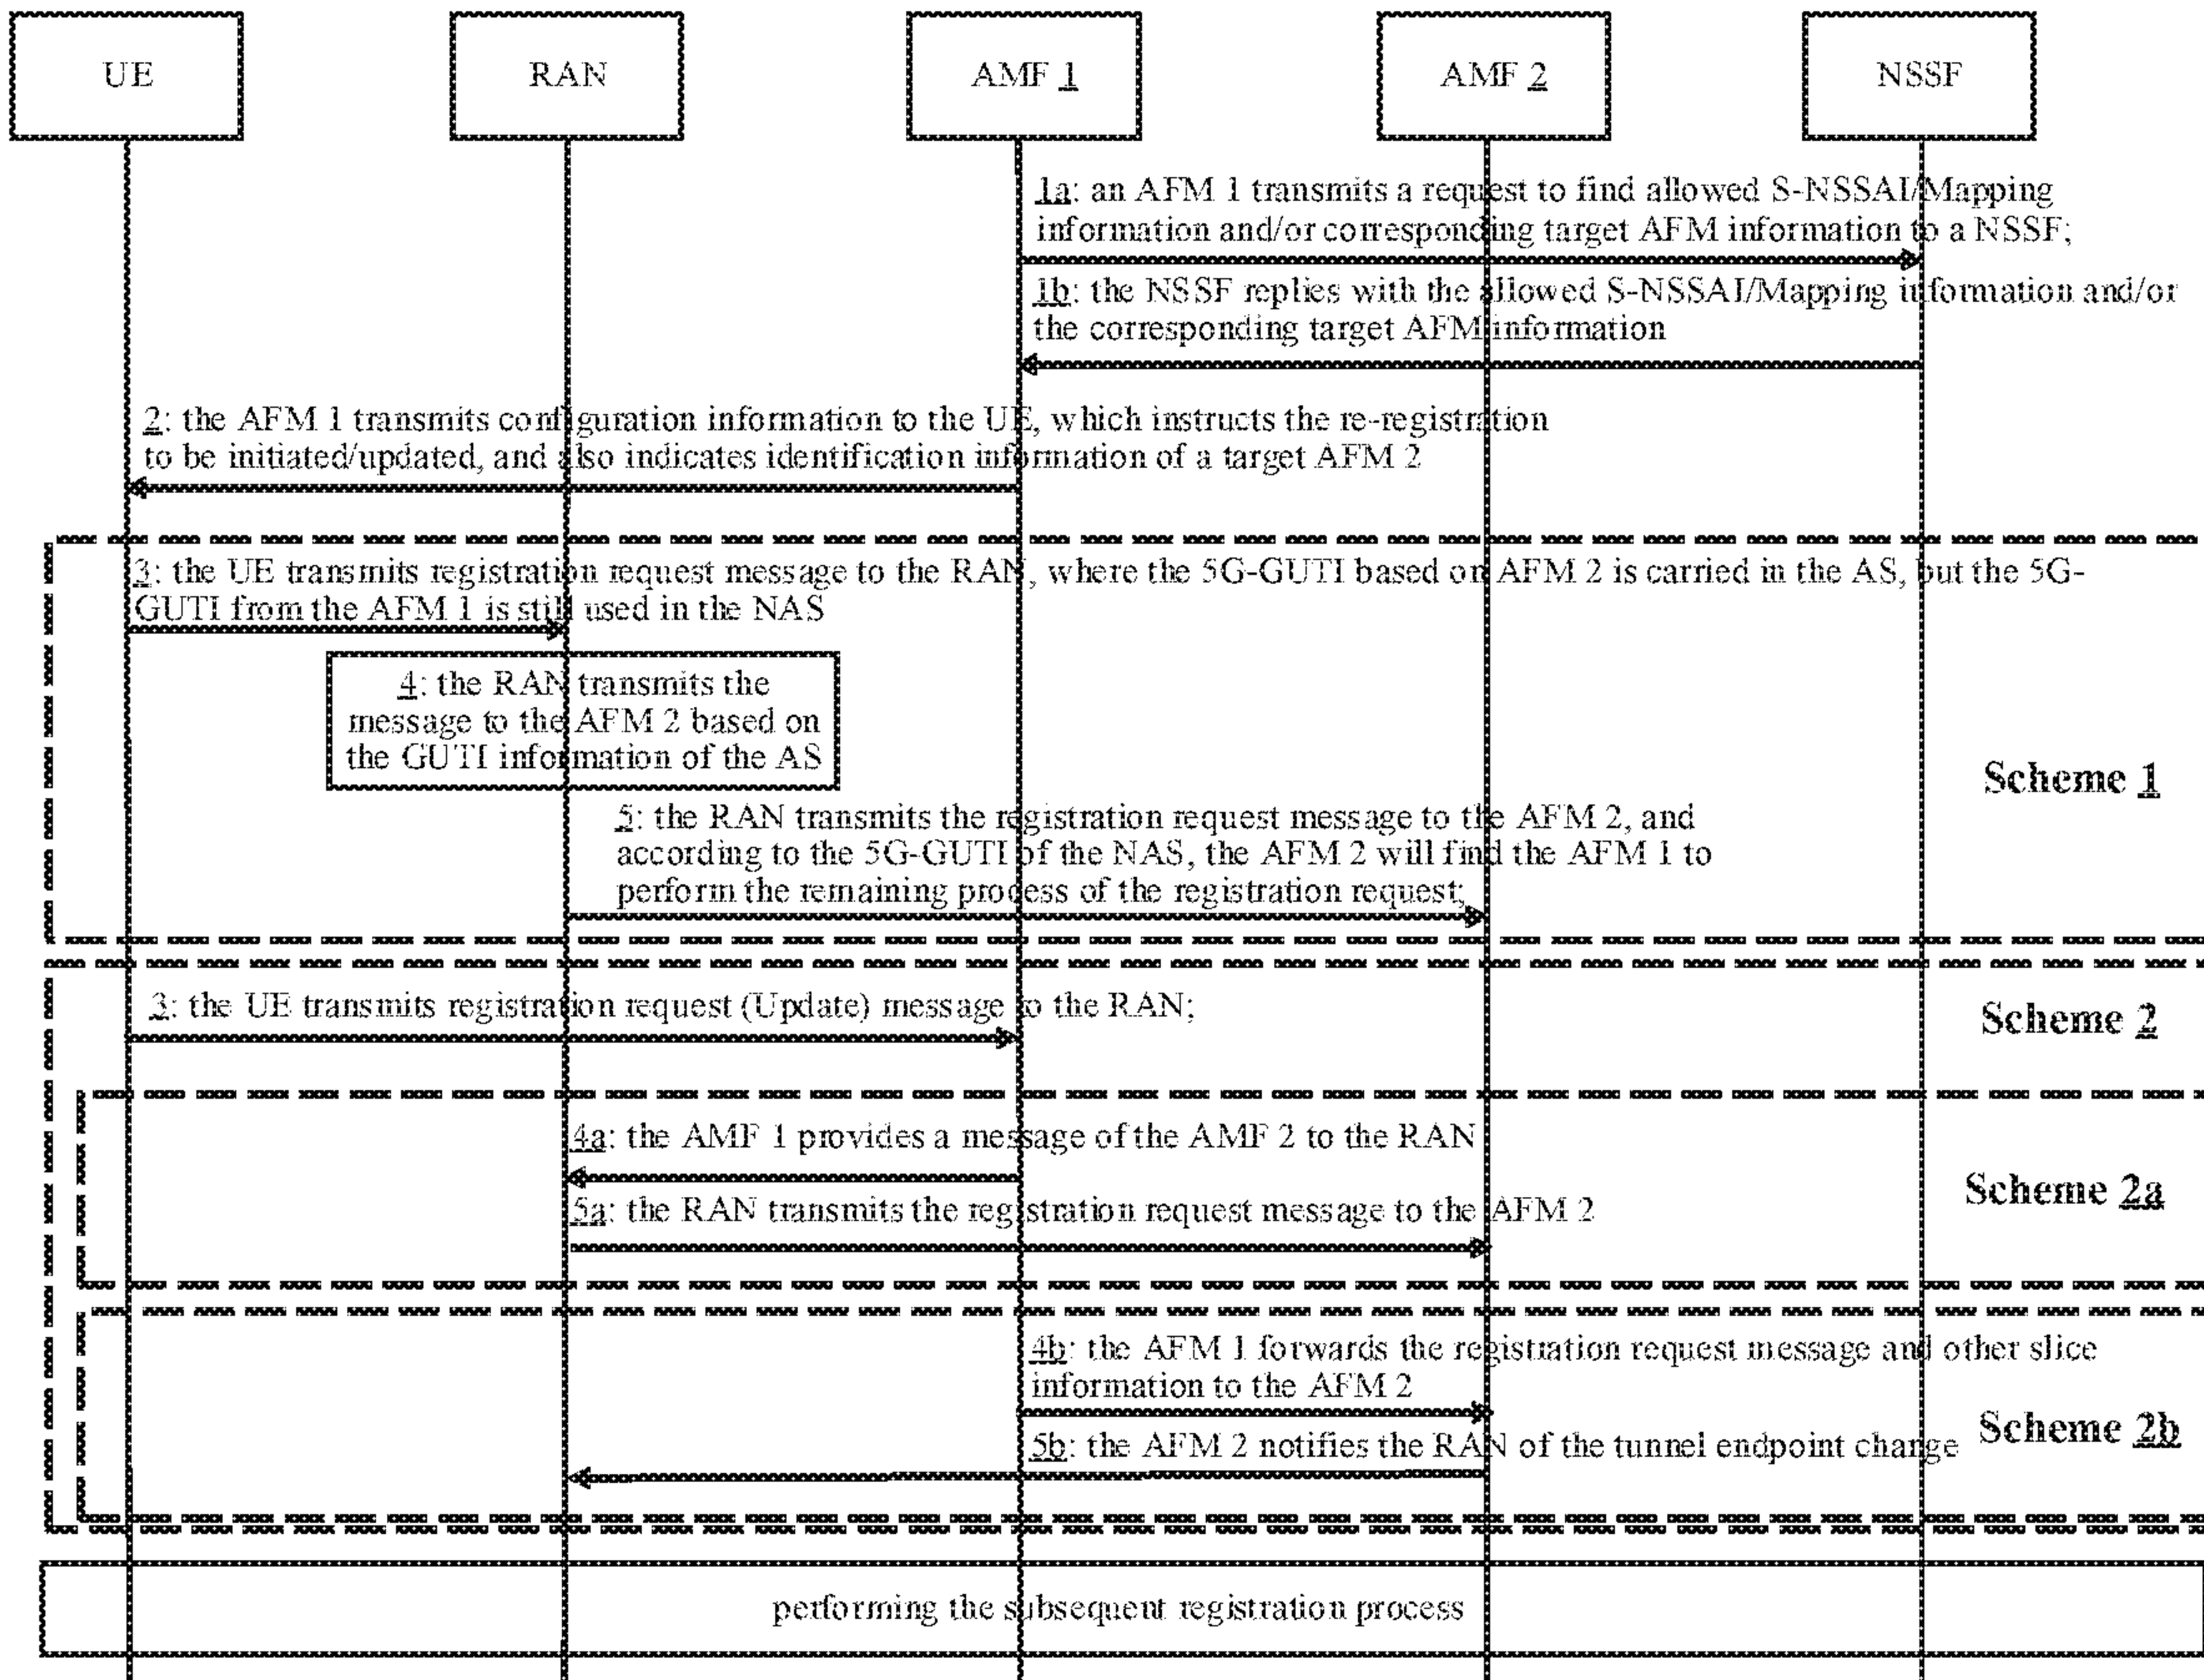 UE
RAN
AMF 1
AMF 2
NSSF
1a: an AFM 1 transmits a request to find allowed S-NSSAI/Mapping
information and/or corresponding target AFM information to a NSSF;
1b: the NSSF replies with the allowed S-NSSAI/Mapping information and/or
the corresponding target AFM information
2: the AFM 1 transmits configuration information to the UE, which instructs the re-registration
to be initiated/updated, and also indicates identification information of a target AFM 2
3: the UE transmits registration request message to the RAN, where the 5G-GUTI based on AFM 2 is carried in the AS, but the 5G-
GUTI from the AFM 1 is still used in the NAS
4: the RAN transmits the
message to the AFM 2 based on
the GUTI information of the AS
Scheme 1
5: the RAN transmits the registration request message to the AFM 2, and
according to the 5G-GUTI of the NAS, the AFM 2 will find the AFM 1 to
perform the remaining process of the registration request;
3: the UE transmits registration request (Update) message to the RAN;
Scheme 2
4a: the AMF 1 provides a message of the AMF 2 to the RAN
Scheme 2a
5a: the RAN transmits the registration request message to the AFM 2
4b: the AFM 1 forwards the registration request message and other slice
information to the AFM 2
Scheme 2b
5b: the AFM 2 notifies the RAN of the tunnel endpoint change
performing the subsequent registration process